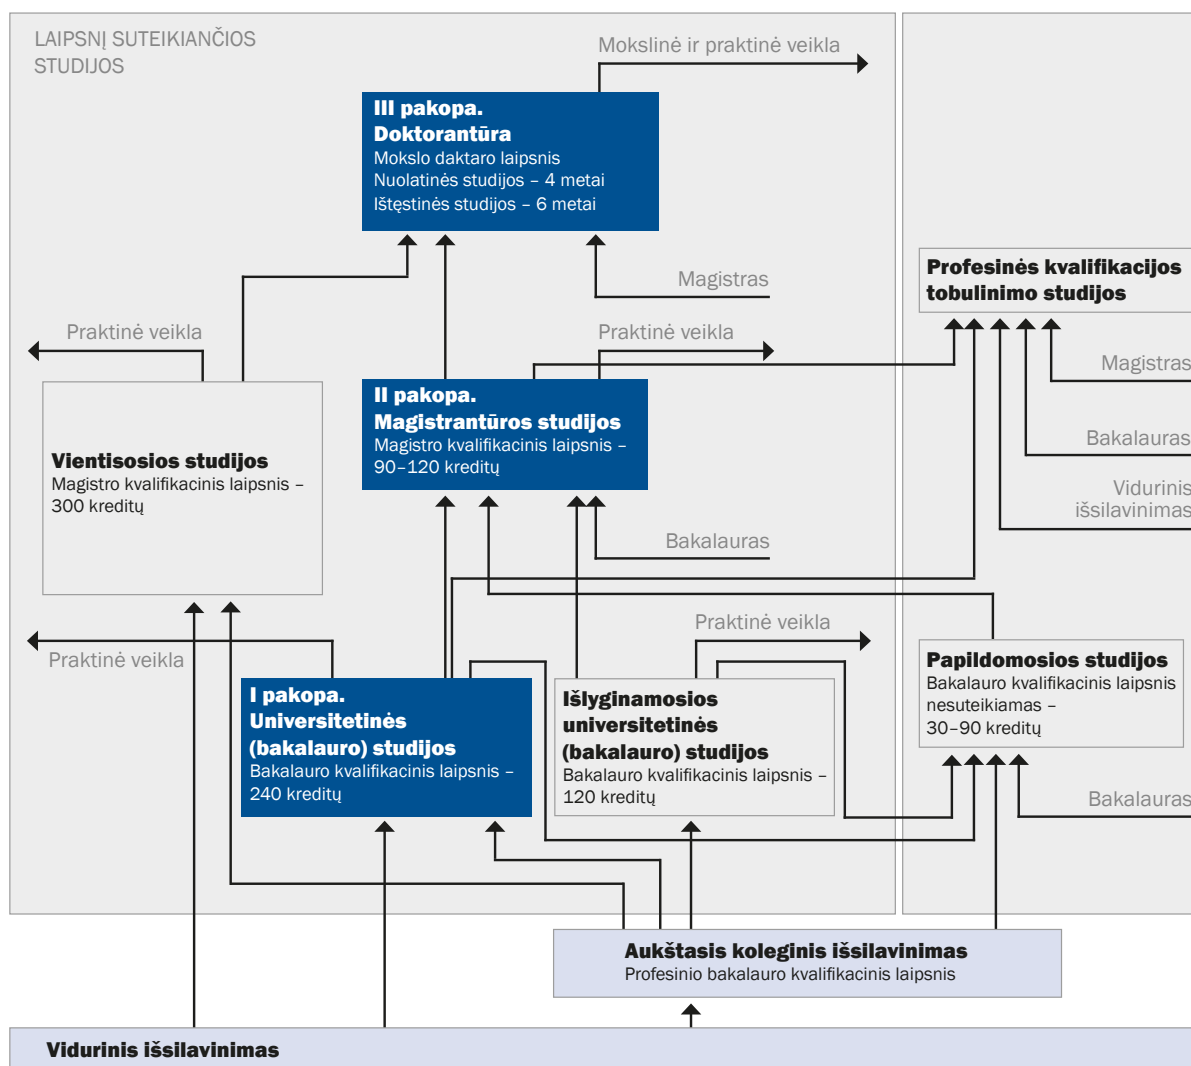 LAIPSNĮ SUTEIKIANČIOS
STUDIJOS
Mokslinė ir praktinė veikla
III pakopa.
Doktorantūra
Mokslo daktaro laipsnis
Nuolatinės studijos – 4 metai
Ištęstinės studijos – 6 metai
Magistras
Profesinės kvalifikacijos
tobulinimo studijos
Praktinė veikla
Praktinė veikla
Magistras
II pakopa.
Magistrantūros studijos
Magistro kvalifikacinis laipsnis –
90–120 kreditų
Vientisosios studijos
Magistro kvalifikacinis laipsnis –
300 kreditų
Bakalauras
Vidurinis
išsilavinimas
Bakalauras
Praktinė veikla
Praktinė veikla
I pakopa.
Universitetinės
(bakalauro) studijos
Bakalauro kvalifikacinis laipsnis –
240 kreditų
Išlyginamosios
universitetinės
(bakalauro) studijos
Bakalauro kvalifikacinis laipsnis –
120 kreditų
Papildomosios studijos
Bakalauro kvalifikacinis laipsnis
nesuteikiamas –
30–90 kreditų
Bakalauras
Aukštasis koleginis išsilavinimas
Profesinio bakalauro kvalifikacinis laipsnis
Vidurinis išsilavinimas